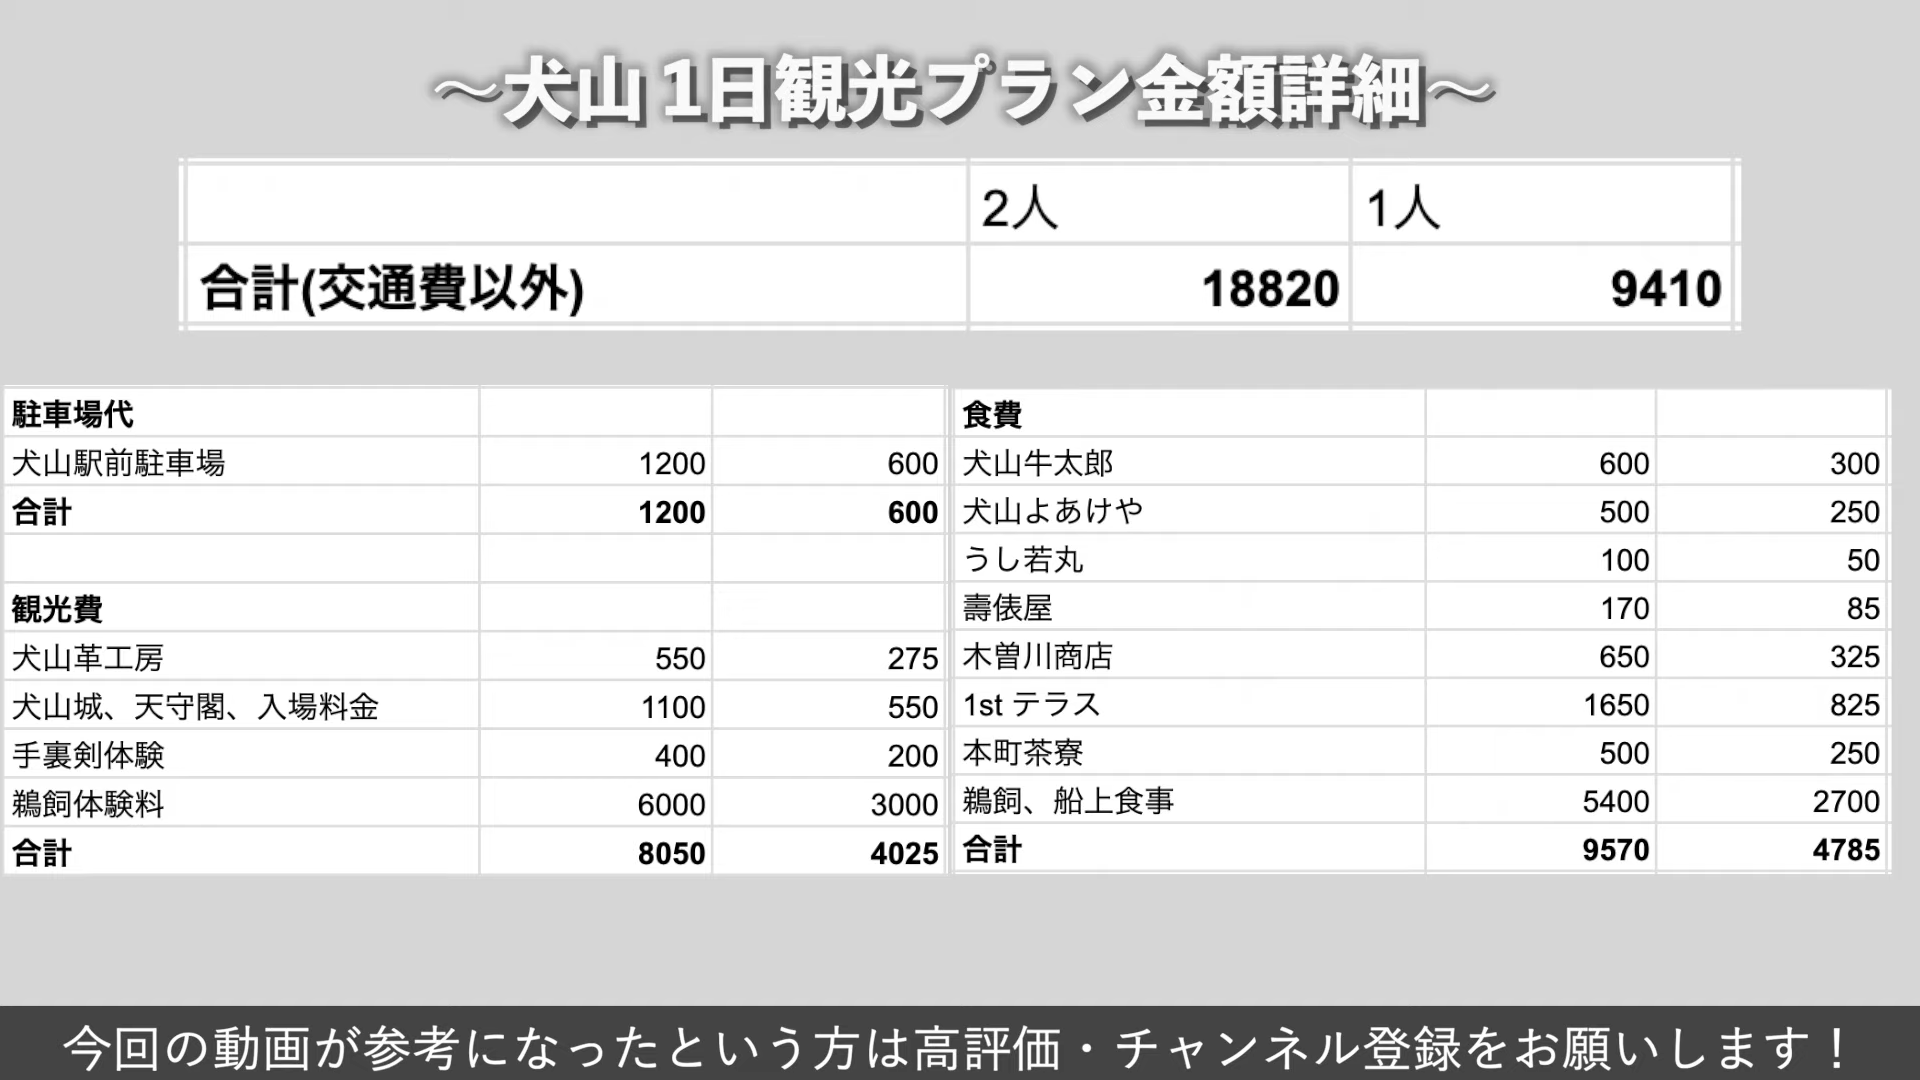 ～犬山 1日観光プラン金額詳細～
2人 1人
合計(交通費以外) 18820 9410
駐車場代
犬山駅前駐車場 1200 600
合計 1200 600
観光費
犬山革工房 550 275
犬山城、天守閣、入場料金 1100 550
手裏剣体験 400 200
鵜飼体験料 6000 3000
合計 8050 4025
食費
犬山牛太郎 600 300
犬山よあけや 500 250
うし若丸 100 50
壽俵屋 170 85
木曽川商店 650 325
1st テラス 1650 825
本町茶寮 500 250
鵜飼、船上食事 5400 2700
合計 9570 4785
今回の動画が参考になったという方は高評価・チャンネル登録をお願いします！